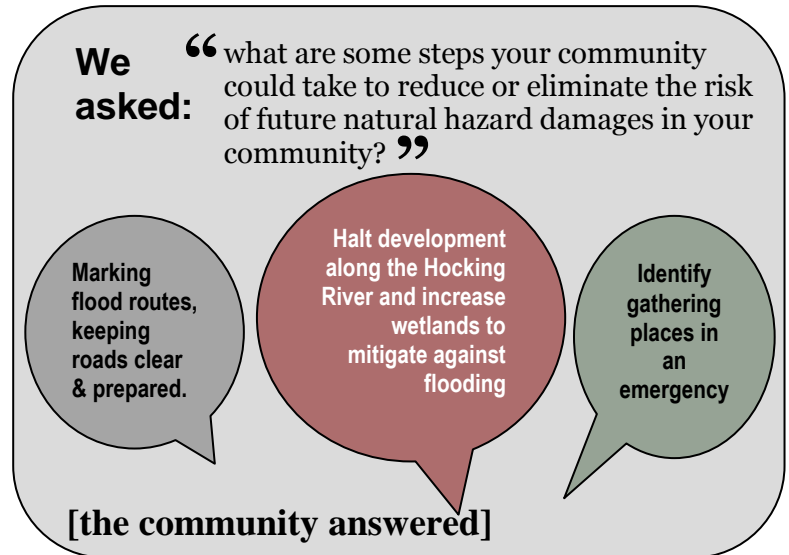 We
asked:
“ what are some steps your community
could take to reduce or eliminate the risk
of future natural hazard damages in your
community? ”
Marking
flood routes,
keeping
roads clear
& prepared.
Halt development
along the Hocking
River and increase
wetlands to
mitigate against
flooding
Identify
gathering
places in
an
emergency
[the community answered]